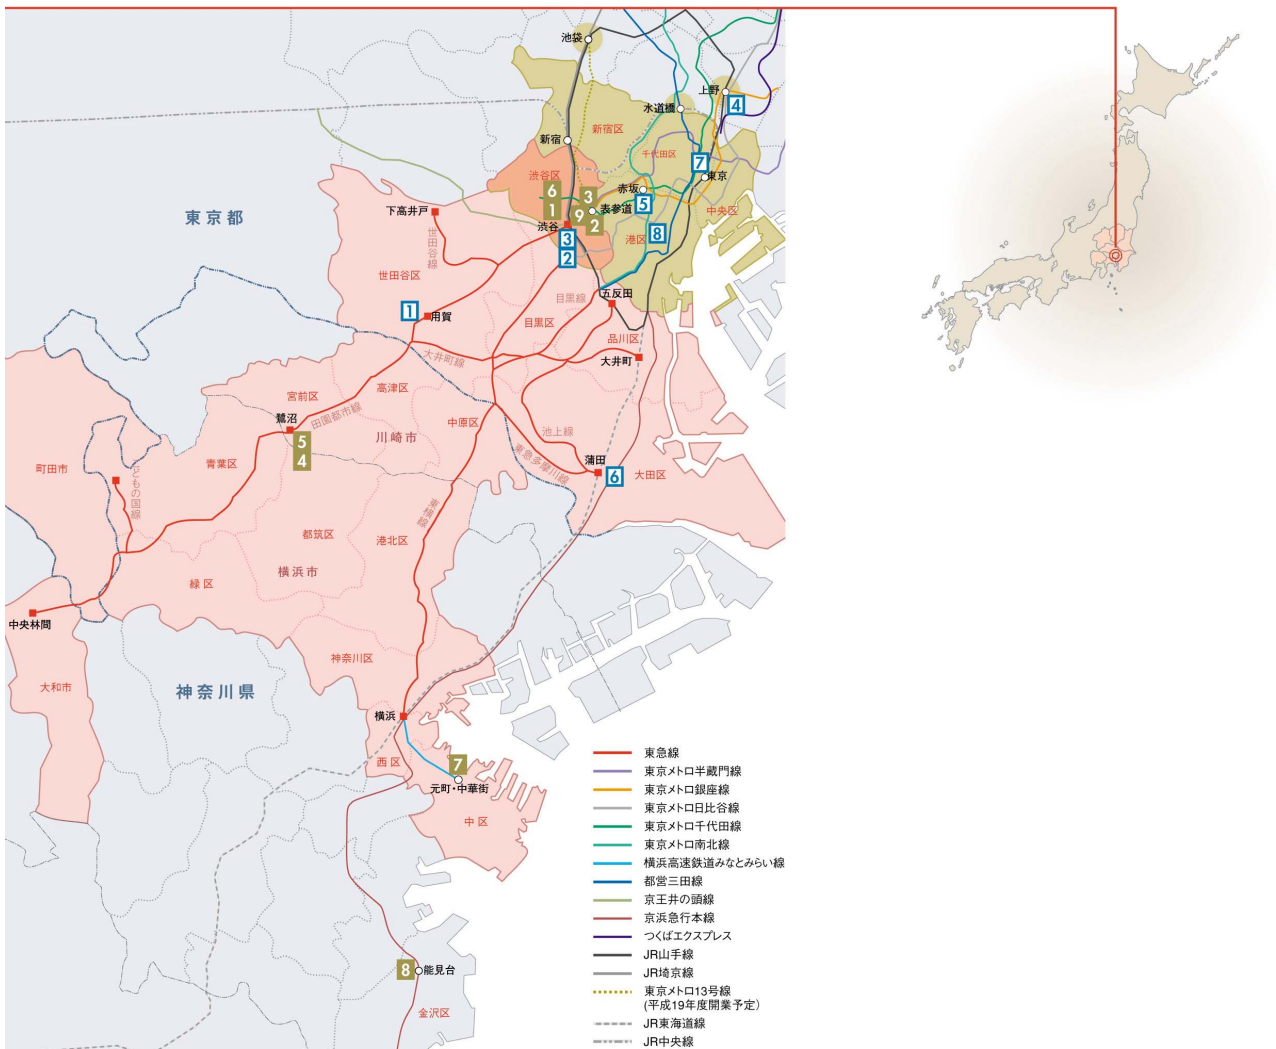 池袋
上野
4
水道橋
新宿区
新宿
千代田区
7
東京
渋谷区
6
1
3
9
2
表参道
赤坂
5
中央区
渋谷
3
2
港区
8
下高井戸
世田谷線
東京都
世田谷区
1
用賀
目黒線
五反田
目黒区
品川区
大井町線
大井町
宮前区
高津区
鷺沼
田園都市線
5
4
川崎市
中原区
池上線
東急多摩川線
蒲田
6
大田区
町田市
青葉区
こどもの国線
東横線
都筑区
港北区
横浜市
緑区
中央林間
神奈川区
大和市
神奈川県
横浜
西区
7
元町・中華街
中区
8
能見台
金沢区
東急線
東京メトロ半蔵門線
東京メトロ銀座線
東京メトロ日比谷線
東京メトロ千代田線
東京メトロ南北線
横浜高速鉄道みなとみらい線
都営三田線
京王井の頭線
京浜急行本線
つくばエクスプレス
JR山手線
JR埼京線
東京メトロ13号線
(平成19年度開業予定)
JR東海道線
JR中央線